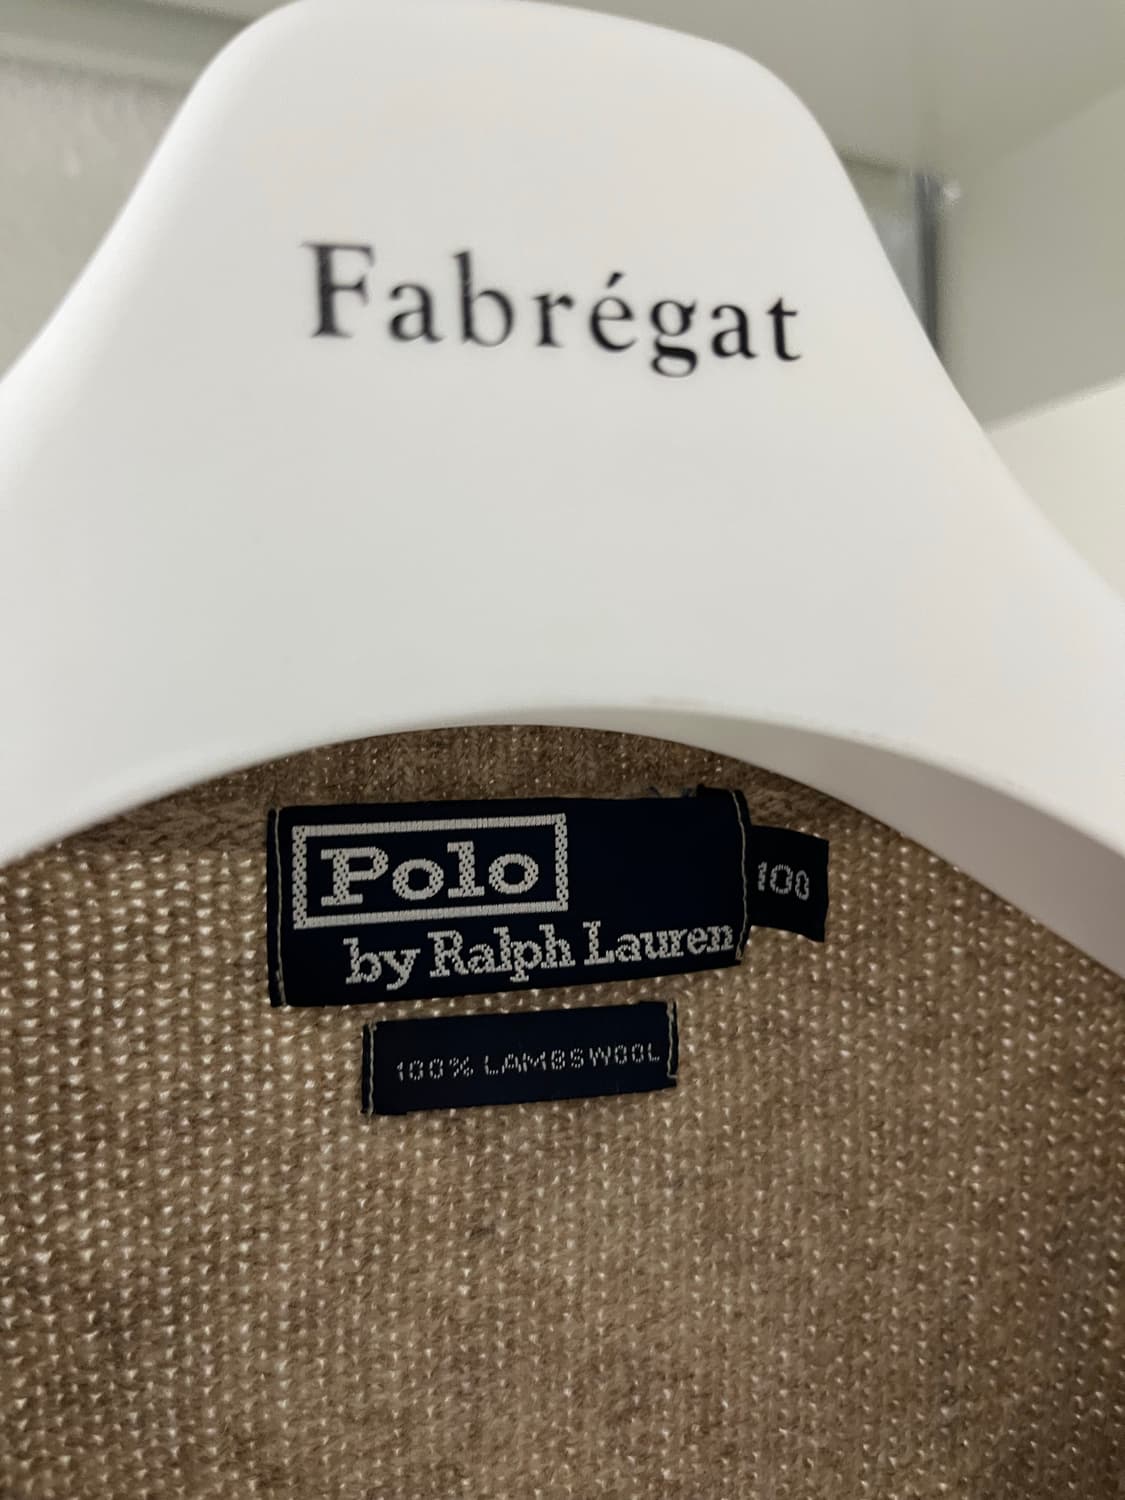 Fabrégat
Polo
by Ralph Lauren
100
100% LAMBSWOOL